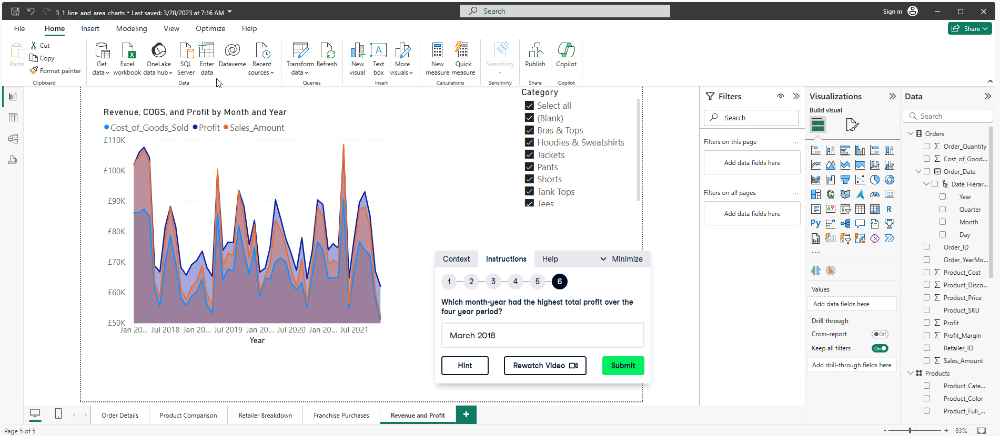 3_1_line_and_area_charts • Last saved: 3/28/2023 at 7:16 AM
Search
Sign in
File
Home
Insert
Modeling
View
Optimize
Help
Share
Paste
Cut
Copy
Format painter
Clipboard
Get data
Excel workbook
OneLake data hub
SQL Server
Enter data
Dataverse
Recent sources
Data
Transform data
Refresh
Queries
New visual
Text box
More visuals
Insert
New measure
Quick measure
Calculations
Sensitivity
Sensitivity
Publish
Share
Copilot
Copilot
Revenue, COGS, and Profit by Month and Year
Cost_of_Goods_Sold
Profit
Sales_Amount
£110K
£100K
£90K
£80K
£70K
£60K
£50K
Jan 20...
Jul 2018
Jan 20...
Jul 2019
Jan 20...
Jul 2020
Jan 20...
Jul 2021
Year
Category
Select all
(Blank)
Bras & Tops
Hoodies & Sweatshirts
Jackets
Pants
Shorts
Tank Tops
Tees
Context
Instructions
Help
Minimize
1
2
3
4
5
6
Which month-year had the highest total profit over the
four year period?
March 2018
Hint
Rewatch Video
Submit
Filters
Search
Filters on this page
...
Add data fields here
Filters on all pages
...
Add data fields here
Visualizations
Build visual
123
R
Py
123
...
Values
Add data fields here
Drill through
Cross-report
Off
Keep all filters
On
Add drill-through fields here
Data
Search
Orders
Order_Quantity
Cost_of_Good...
Order_Date
Date Hierar...
Year
Quarter
Month
Day
Order_ID
Order_YearMo...
Product_Cost
Product_Disco...
Product_Price
Product_SKU
Profit
Profit_Margin
Retailer_ID
Sales_Amount
Products
Product_Cate...
Product_Color
Product_Full_...
DAX
Order Details
Product Comparison
Retailer Breakdown
Franchise Purchases
Revenue and Profit
+
Page 5 of 5
-
+
83%